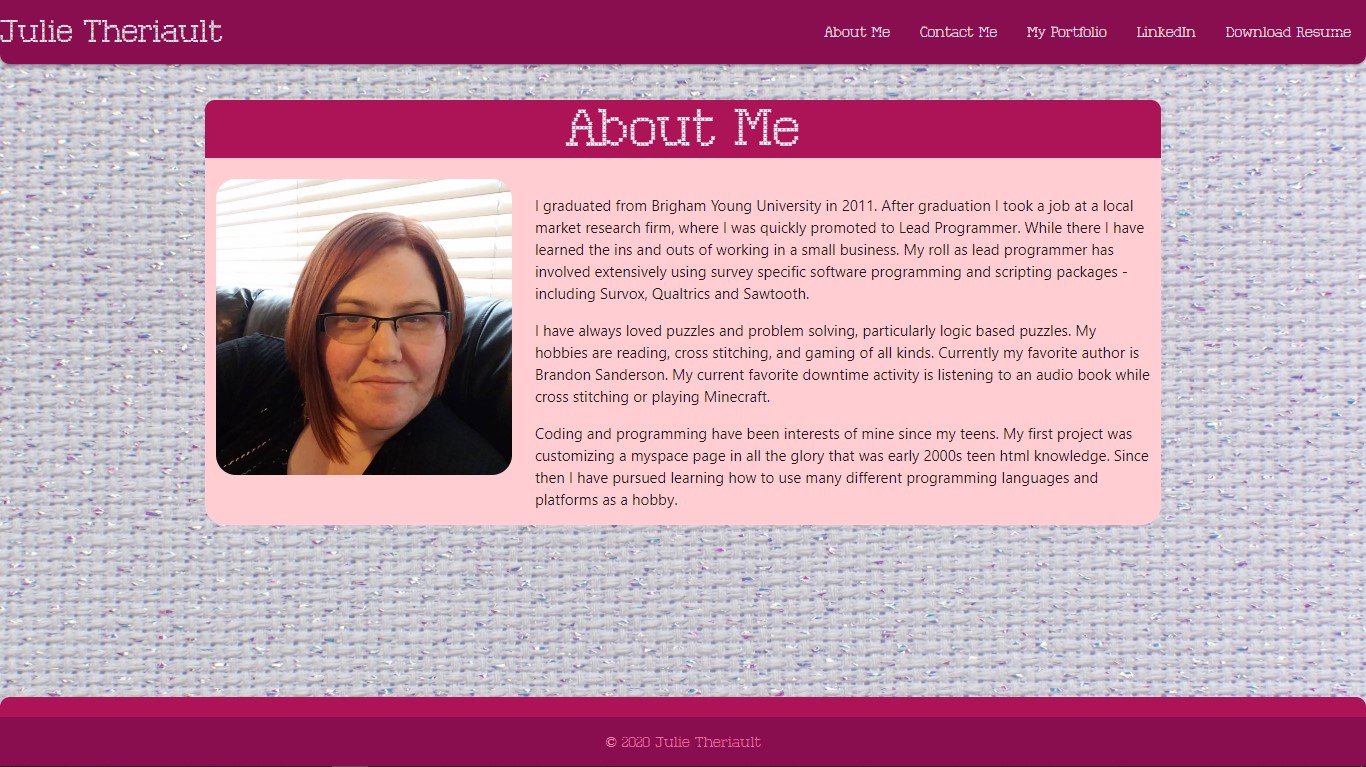 Julie Theriault
About Me
Contact Me
My Portfolio
LinkedIn
Download Resume
About Me
I graduated from Brigham Young University in 2011. After graduation I took a job at a local
market research firm, where I was quickly promoted to Lead Programmer. While there I have
learned the ins and outs of working in a small business. My roll as lead programmer has
involved extensively using survey specific software programming and scripting packages -
including Survox, Qualtrics and Sawtooth.
I have always loved puzzles and problem solving, particularly logic based puzzles. My
hobbies are reading, cross stitching, and gaming of all kinds. Currently my favorite author is
Brandon Sanderson. My current favorite downtime activity is listening to an audio book while
cross stitching or playing Minecraft.
Coding and programming have been interests of mine since my teens. My first project was
customizing a myspace page in all the glory that was early 2000s teen html knowledge. Since
then I have pursued learning how to use many different programming languages and
platforms as a hobby.
© 2020 Julie Theriault